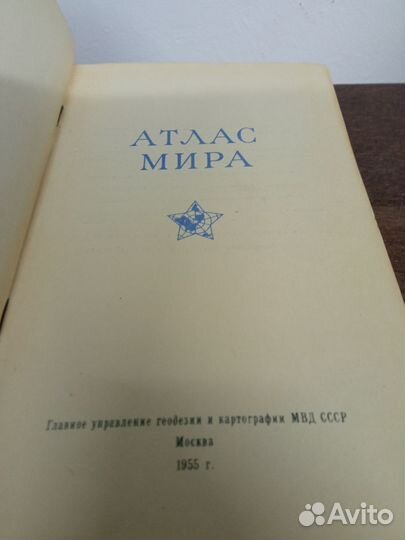 АТЛАС
МИРА
Главное управление геодезии и картографии МВД СССР
Москва
1955 г.
Avito